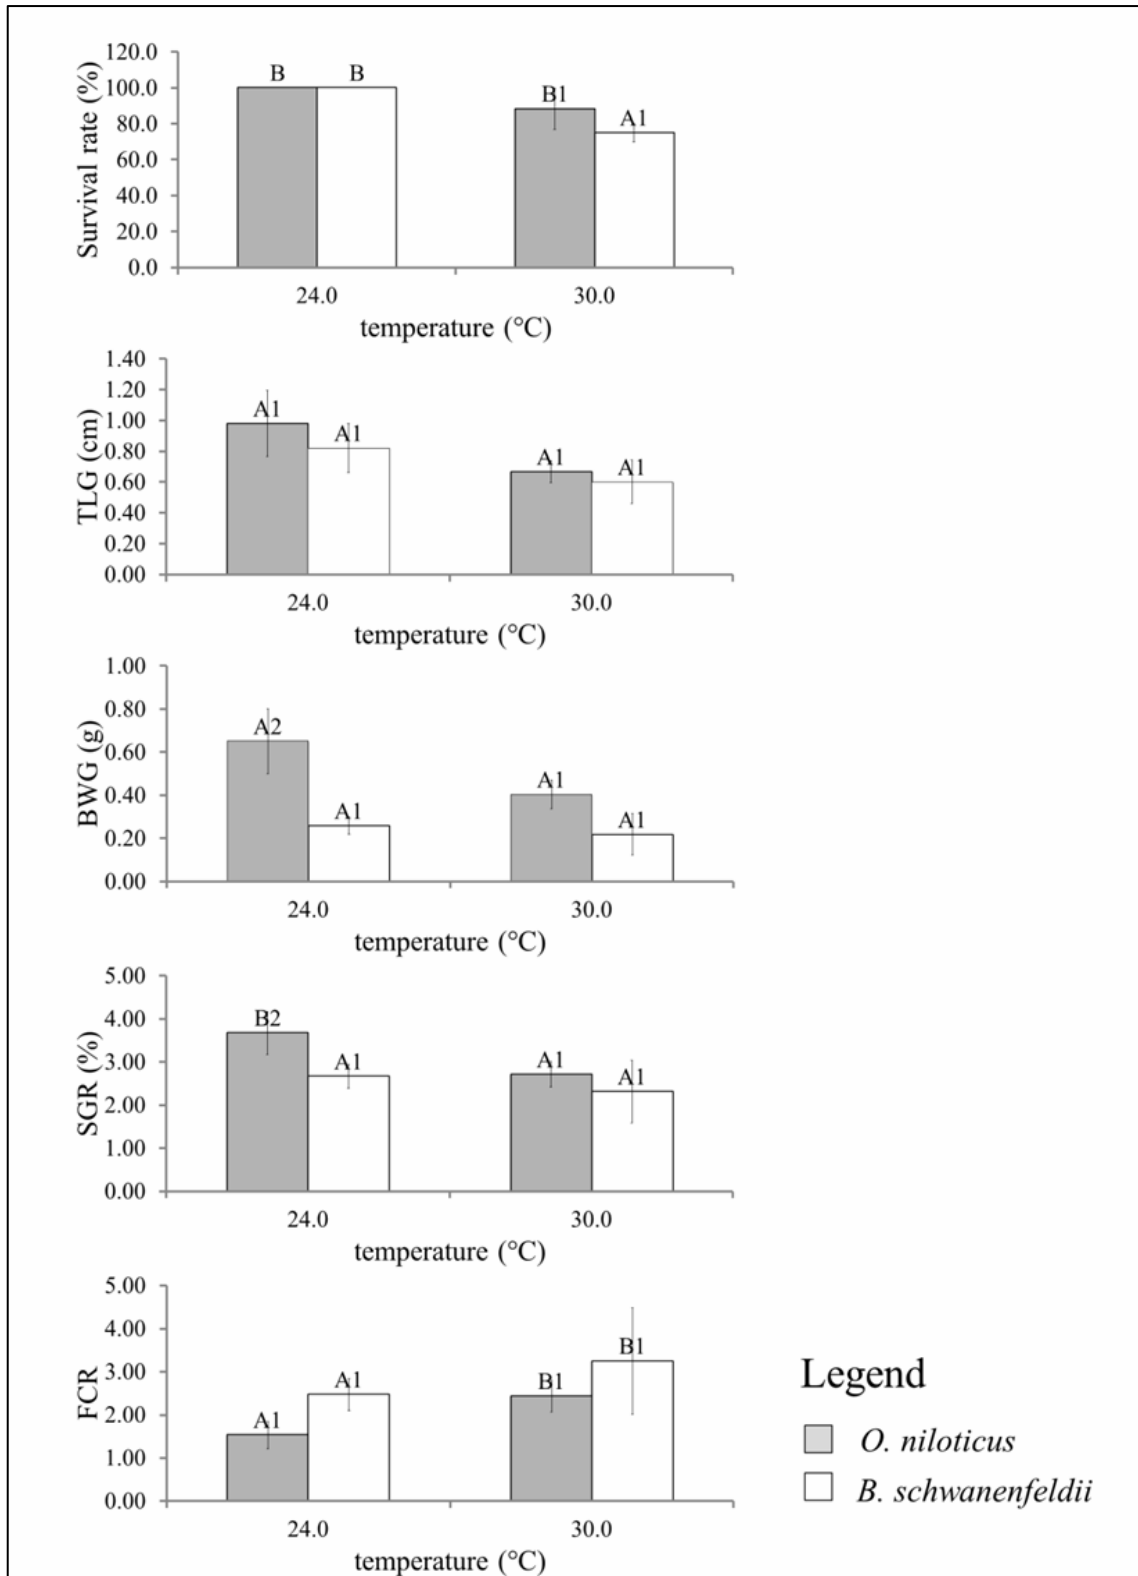 Survival rate (%)
120.0
100.0
80.0
60.0
40.0
20.0
0.0
B
B
B1
A1
24.0
30.0
temperature (°C)
TLG (cm)
1.40
1.20
1.00
0.80
0.60
0.40
0.20
0.00
A1
A1
A1
A1
24.0
30.0
temperature (°C)
BWG (g)
1.00
0.80
0.60
0.40
0.20
0.00
A2
A1
A1
A1
24.0
30.0
temperature (°C)
SGR (%)
5.00
4.00
3.00
2.00
1.00
0.00
B2
A1
A1
A1
24.0
30.0
temperature (°C)
FCR
5.00
4.00
3.00
2.00
1.00
0.00
A1
A1
B1
B1
24.0
30.0
temperature (°C)
Legend
O. niloticus
B. schwanenfeldii